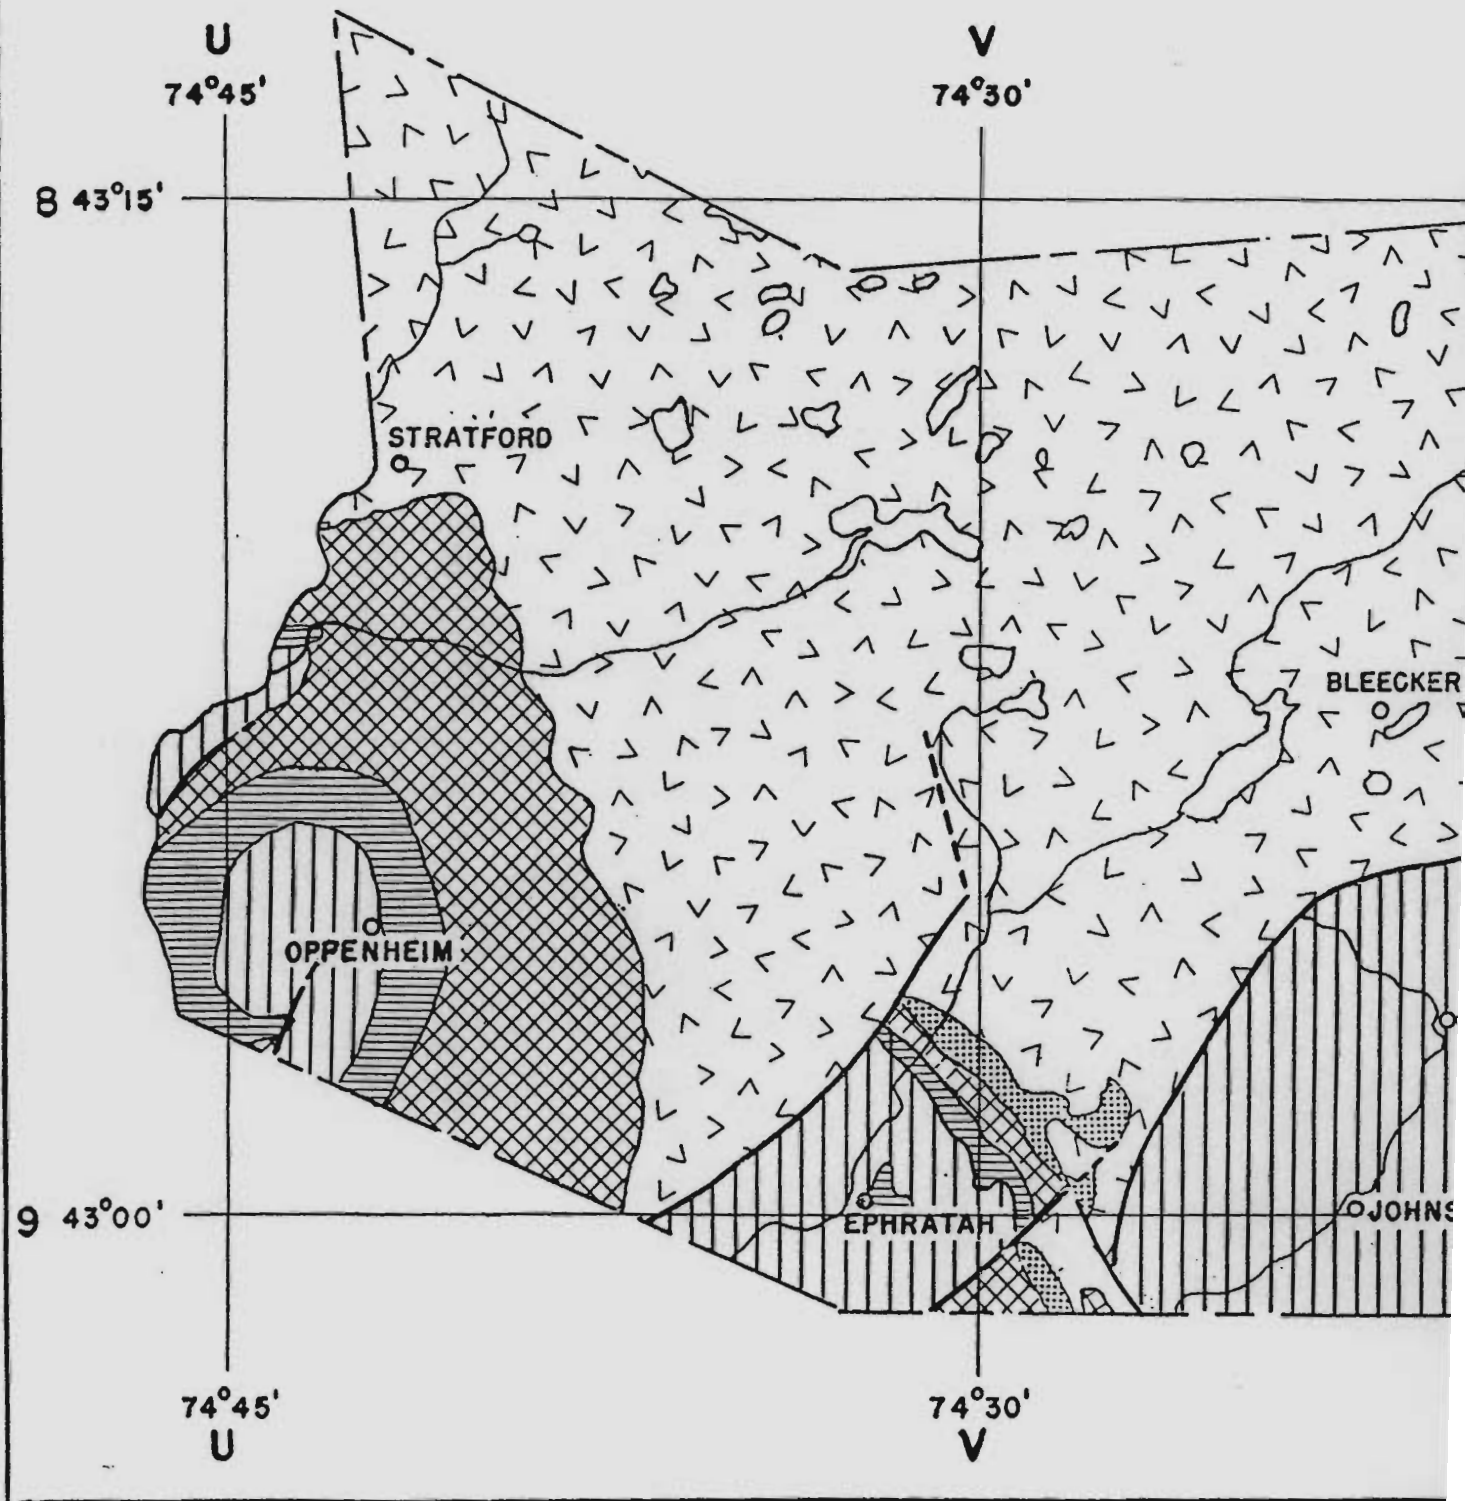 U V
74°45' 74°30'
8 43°15'
STRATFORD
BLEECKER
OPPENHEIM
9 43°00'
EPHRATAH
JOHNS
74°45' 74°30'
U V